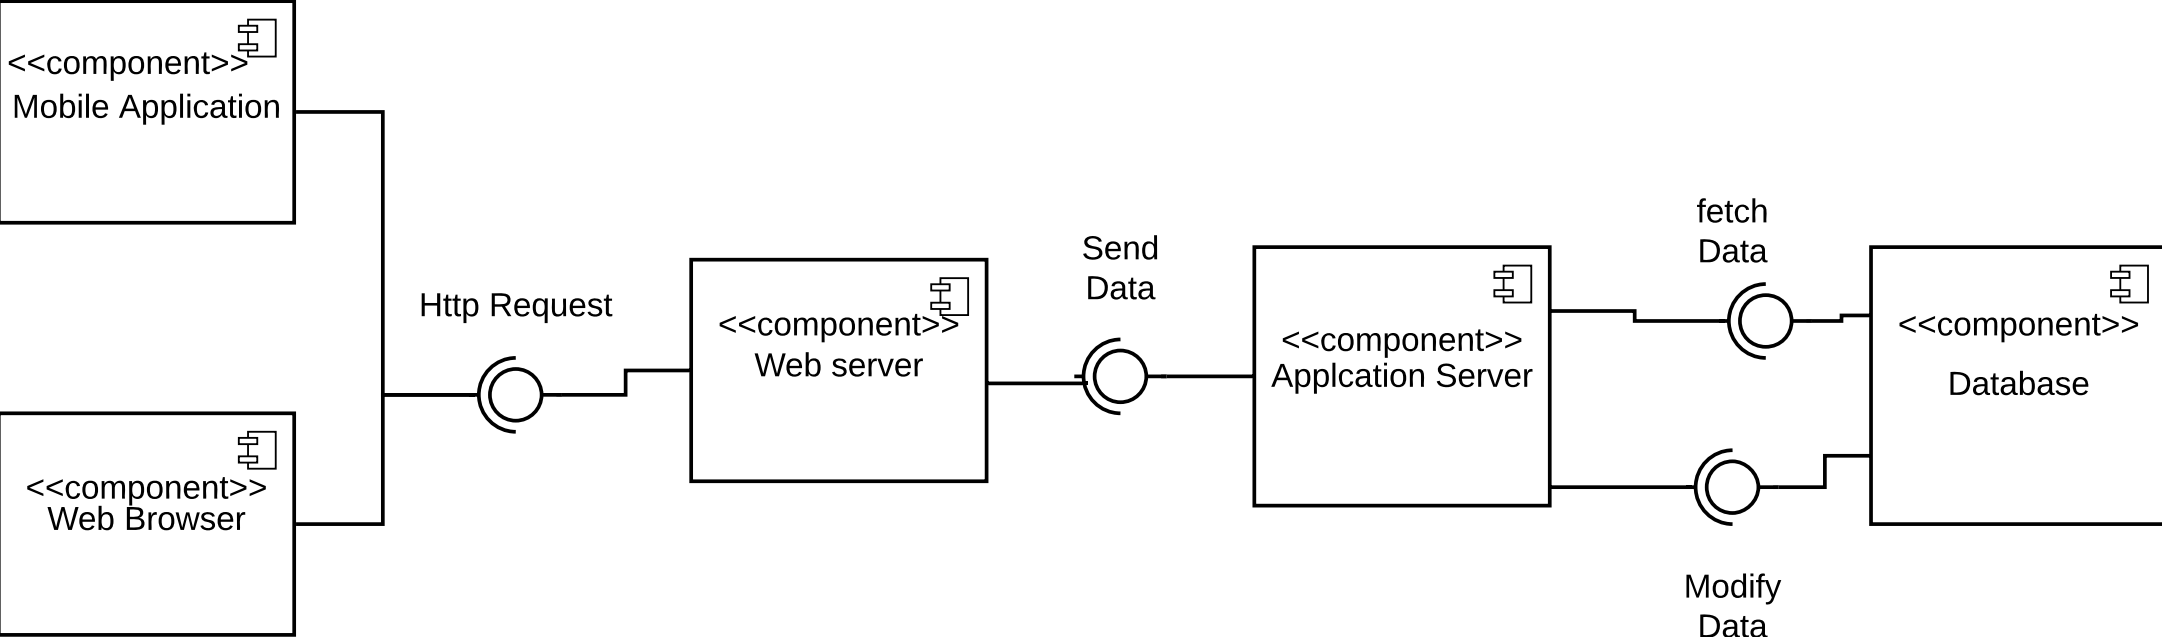 <<component>>
Mobile Application
<<component>>
Web Browser
Http Request
<<component>>
Web server
Send
Data
<<component>>
Applcation Server
fetch
Data
Modify
Data
<<component>>
Database